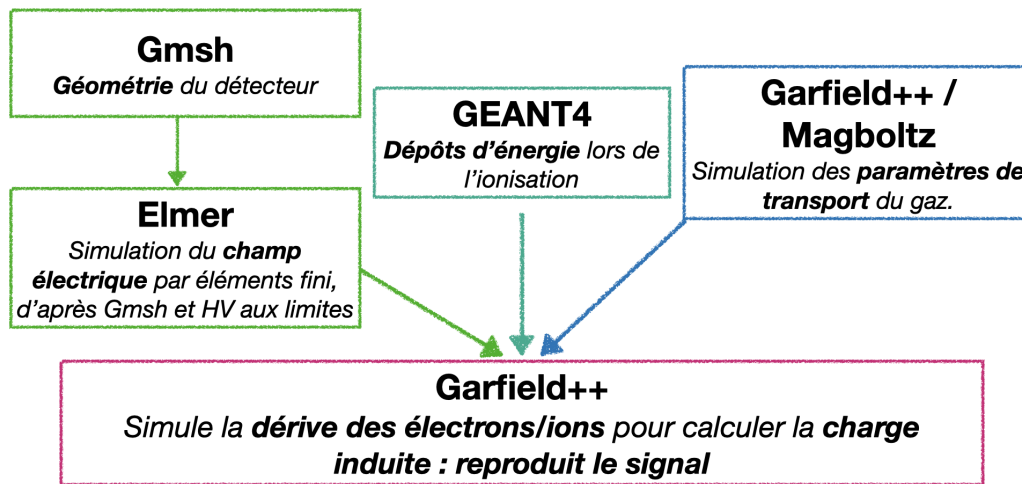 Gmsh
Géométrie du détecteur
Elmer
Simulation du champ
électrique par éléments fini,
d'après Gmsh et HV aux limites
GEANT4
Dépôts d'énergie lors de
l'ionisation
Garfield++ /
Magboltz
Simulation des paramètres de
transport du gaz.
Garfield++
Simule la dérive des électrons/ions pour calculer la charge
induite : reproduit le signal